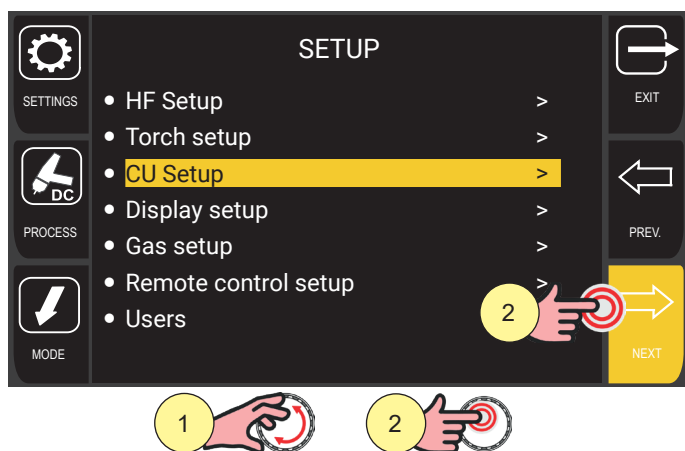 SETUP
SETTINGS
EXIT
• HF Setup >
• Torch setup >
• CU Setup >
DC
PROCESS
• Display setup >
PREV.
• Gas setup >
• Remote control setup >
• Users
2
MODE
NEXT
1
2